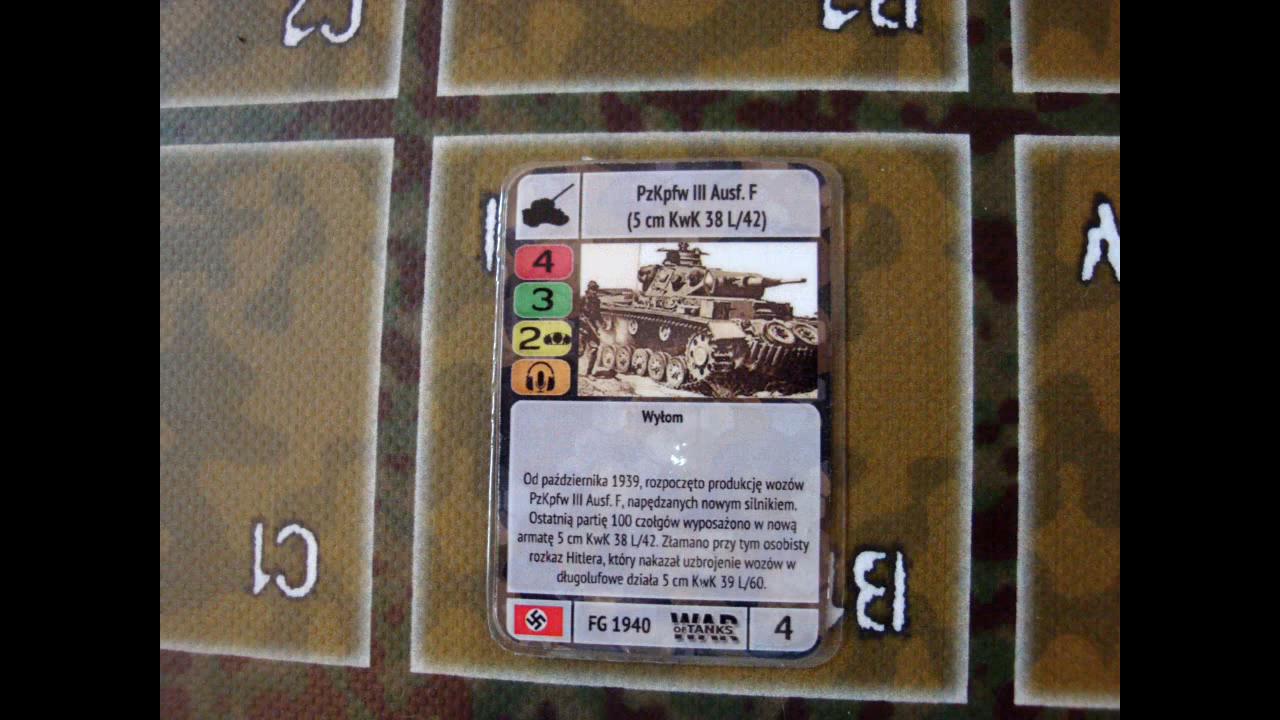 C2
PzKpfw III Ausf. F
(5 cm KwK 38 L/42)
4
3
2
Wyłom
Od października 1939, rozpoczęto produkcję wozów
PzKpfw III Ausf. F, napędzanych nowym silnikiem.
Ostatnią partię 100 czołgów wyposażono w nową
armatę 5 cm KwK 38 L/42. Złamano przy tym osobisty
rozkaz Hitlera, który nakazał uzbrojenie wozów w
długolufowe działa 5 cm KwK 39 L/60.
C1
FG 1940 WAR OF TANKS 4